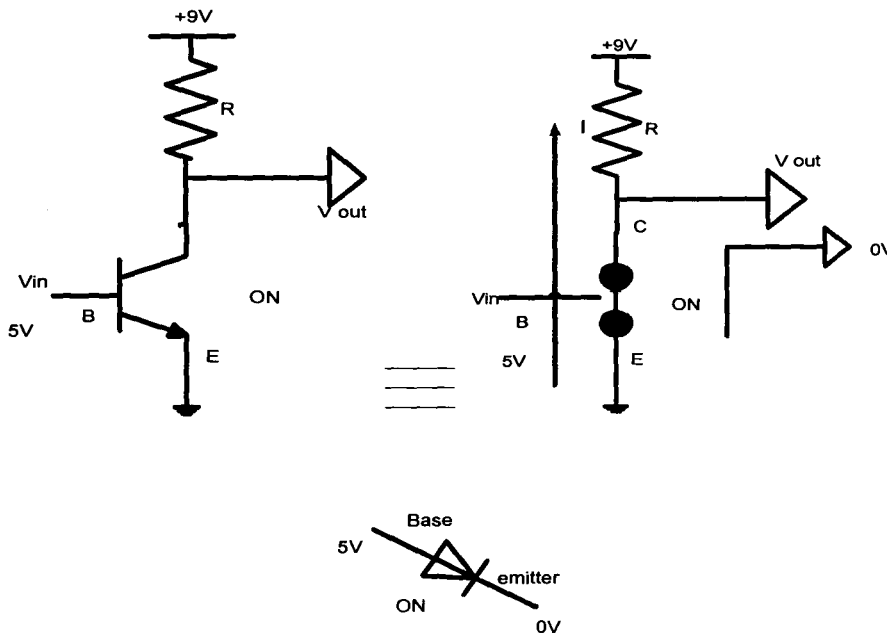 +9V
R
V out
Vin
B
5V
ON
E
+9V
I
R
V out
C
0V
Vin
B
5V
ON
E
Base
5V
emitter
ON
0V